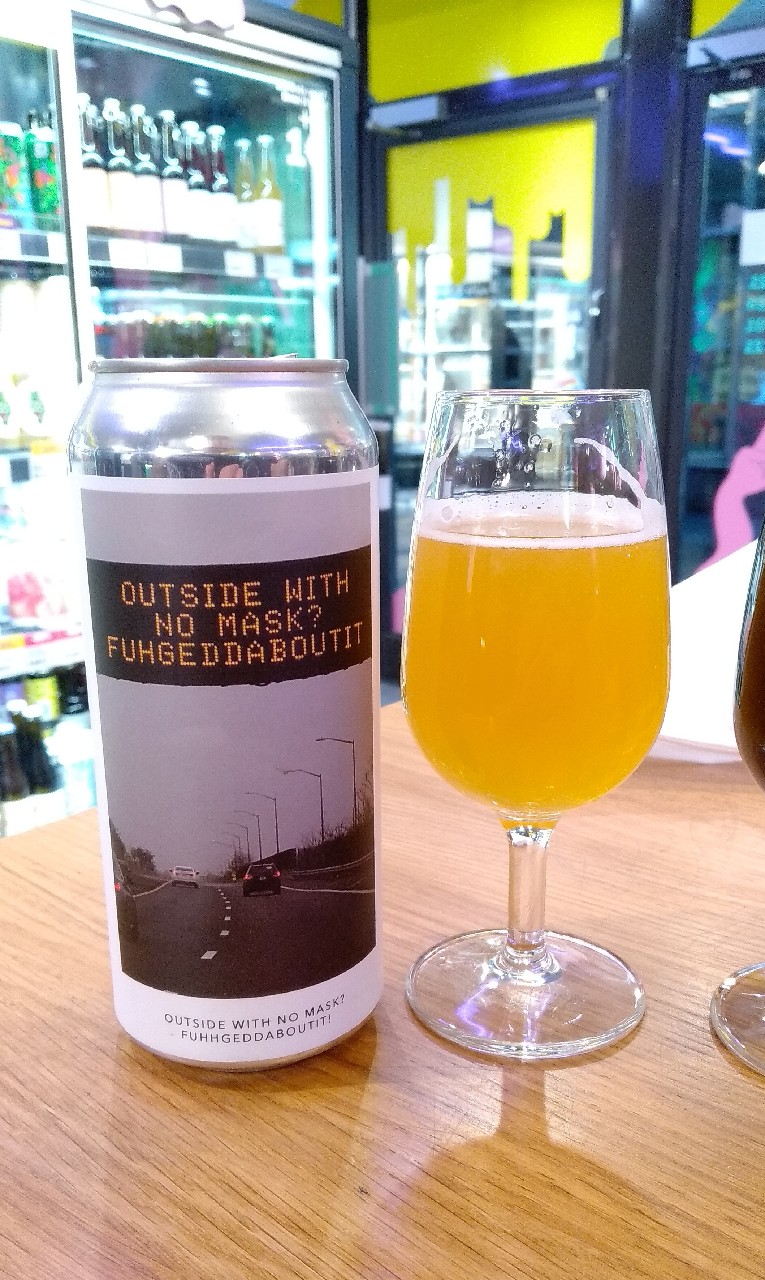 OUTSIDE WITH
NO MASK?
FUHGEDDABOUTIT
OUTSIDE WITH NO MASK?
- FUHHGEDDABOUTIT!